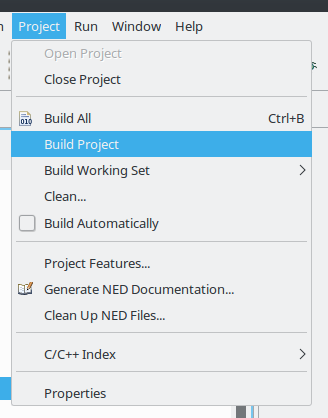 Project Run Window Help
Open Project
Close Project
010 Build All Ctrl+B
Build Project
Build Working Set
Clean...
Build Automatically
Project Features...
Generate NED Documentation...
Clean Up NED Files...
C/C++ Index
Properties